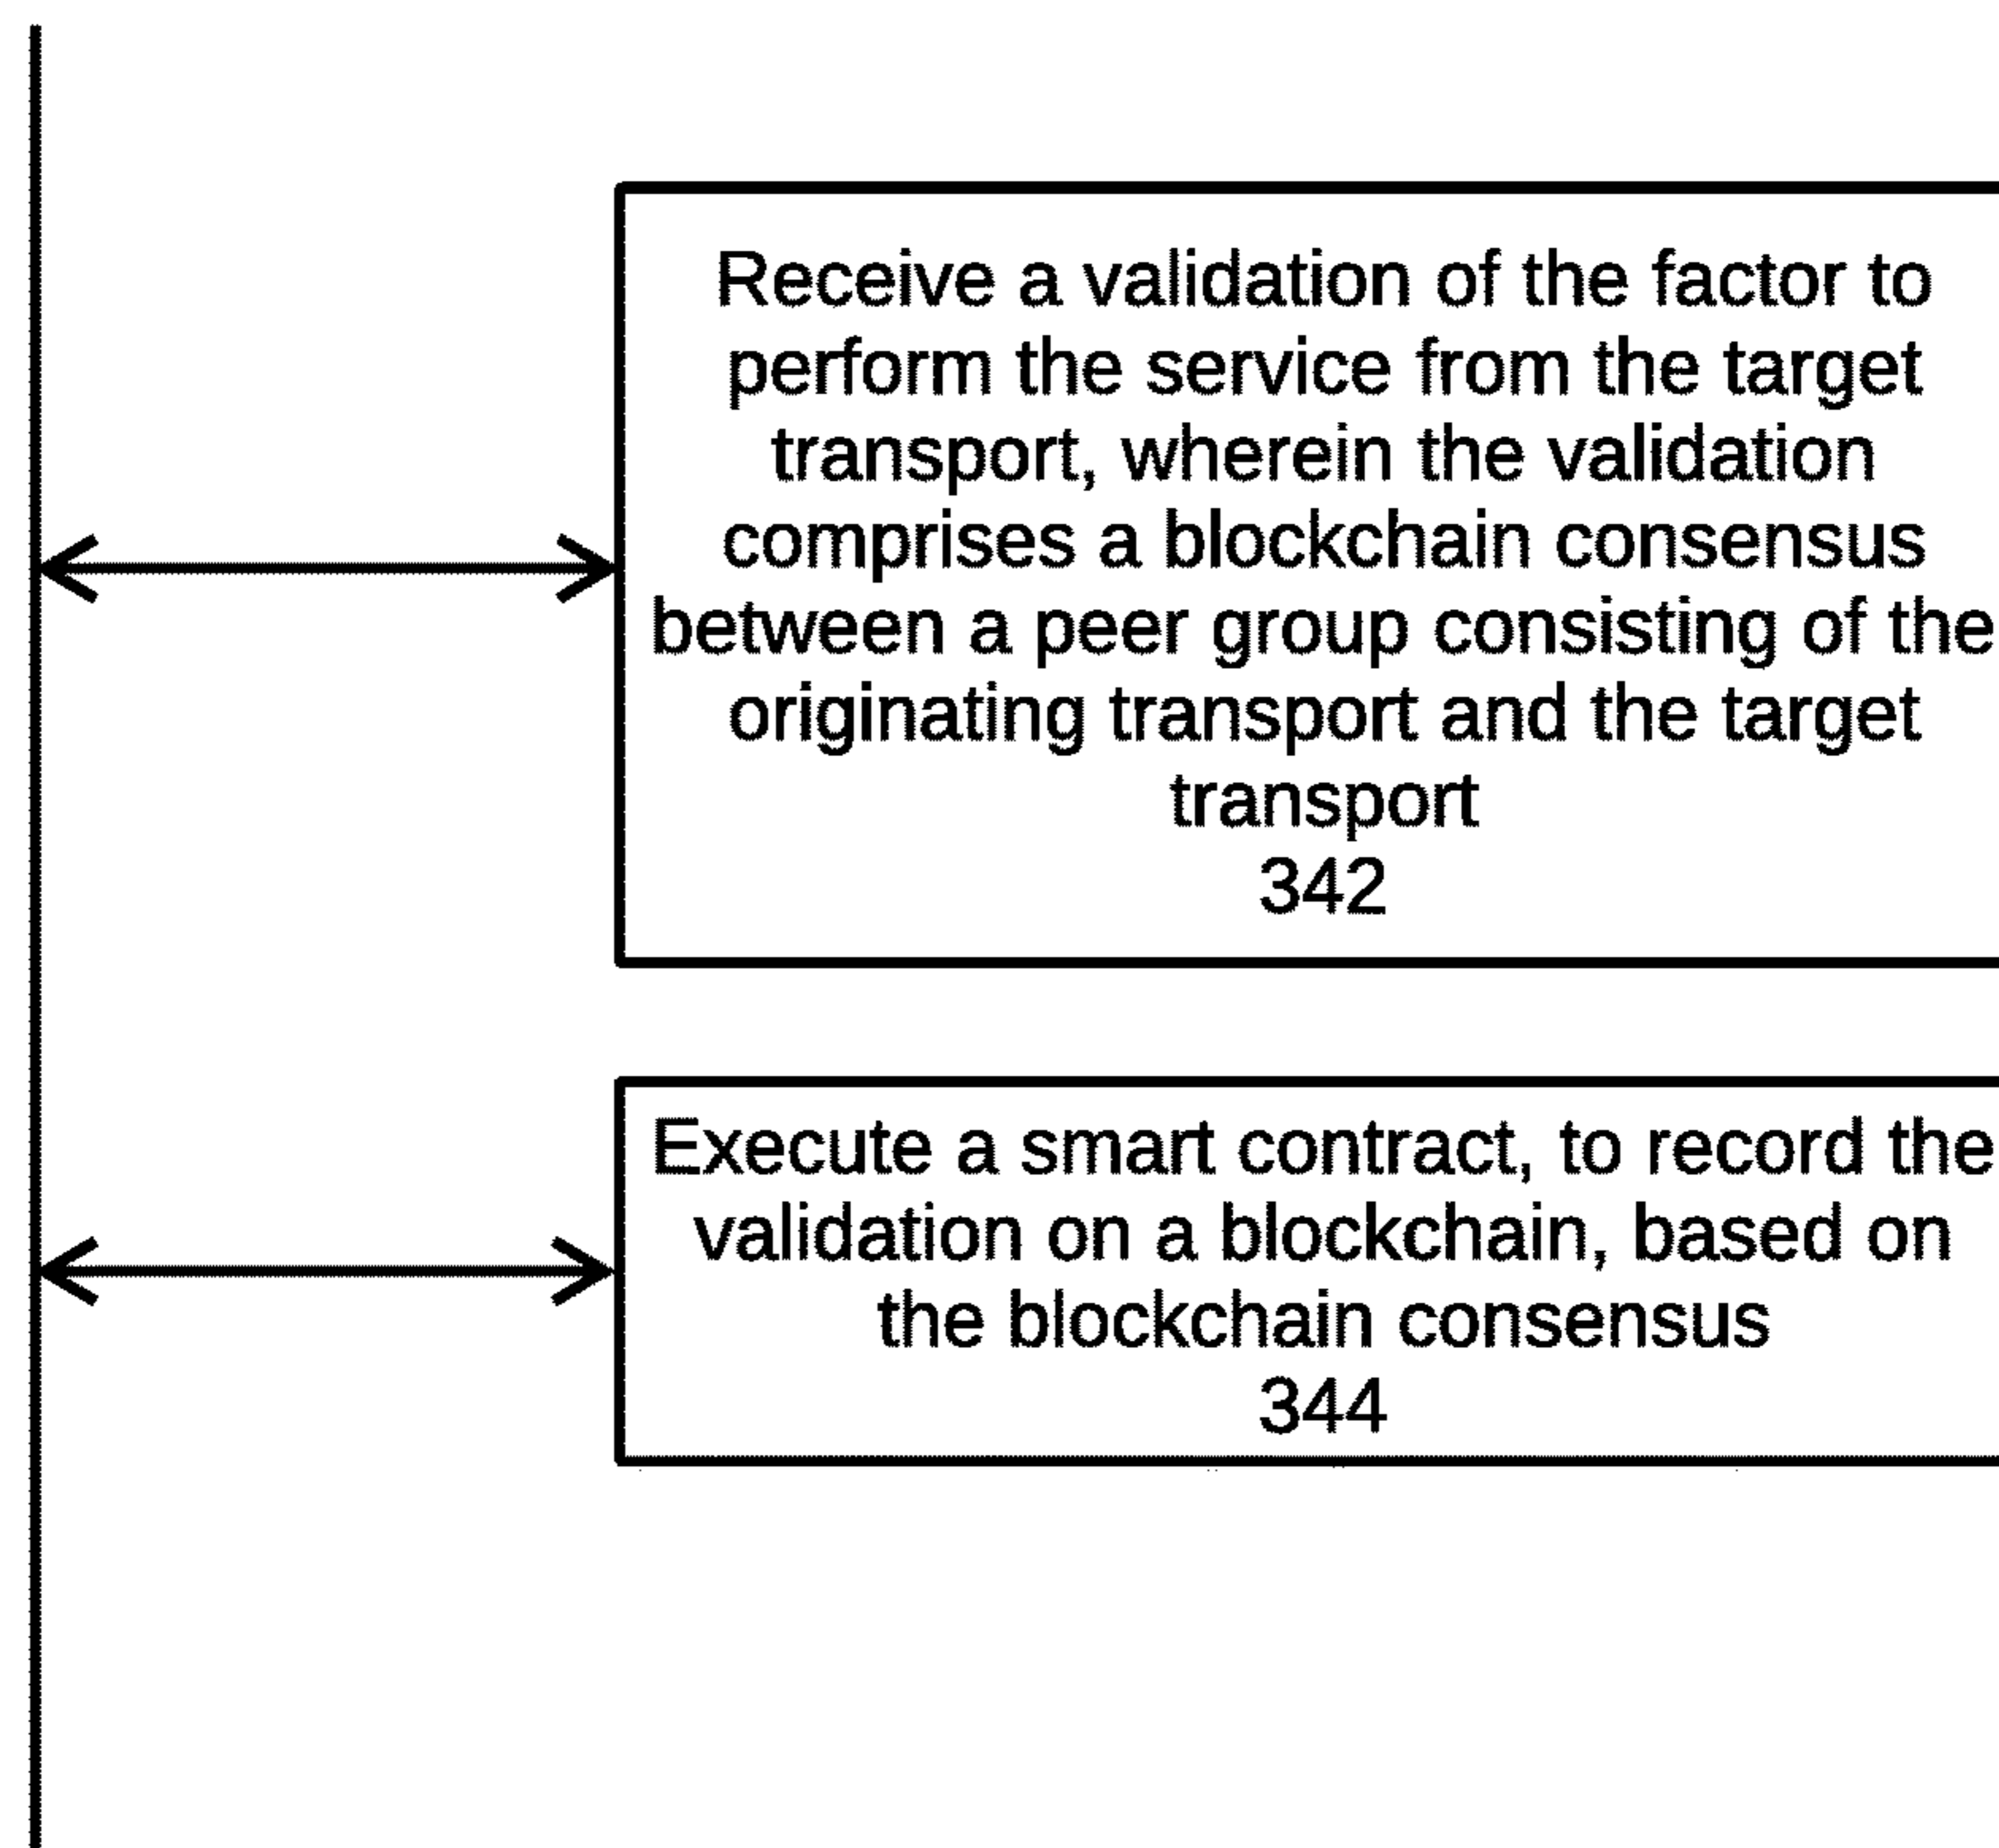 Receive a validation of the factor to
perform the service from the target
transport, wherein the validation
comprises a blockchain consensus
between a peer group consisting of the
originating transport and the target
transport
342
Execute a smart contract, to record the
validation on a blockchain, based on
the blockchain consensus
344